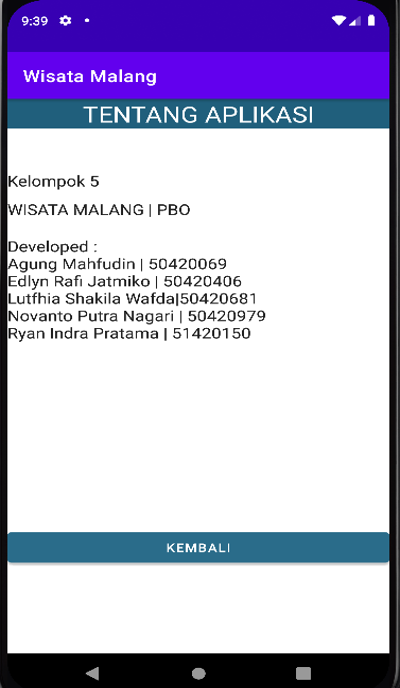 9:39
Wisata Malang
TENTANG APLIKASI
Kelompok 5
WISATA MALANG | PBO
Developed :
Agung Mahfudin | 50420069
Edlyn Rafi Jatmiko | 50420406
Lutfhia Shakila Wafda|50420681
Novanto Putra Nagari | 50420979
Ryan Indra Pratama | 51420150
KEMBALI